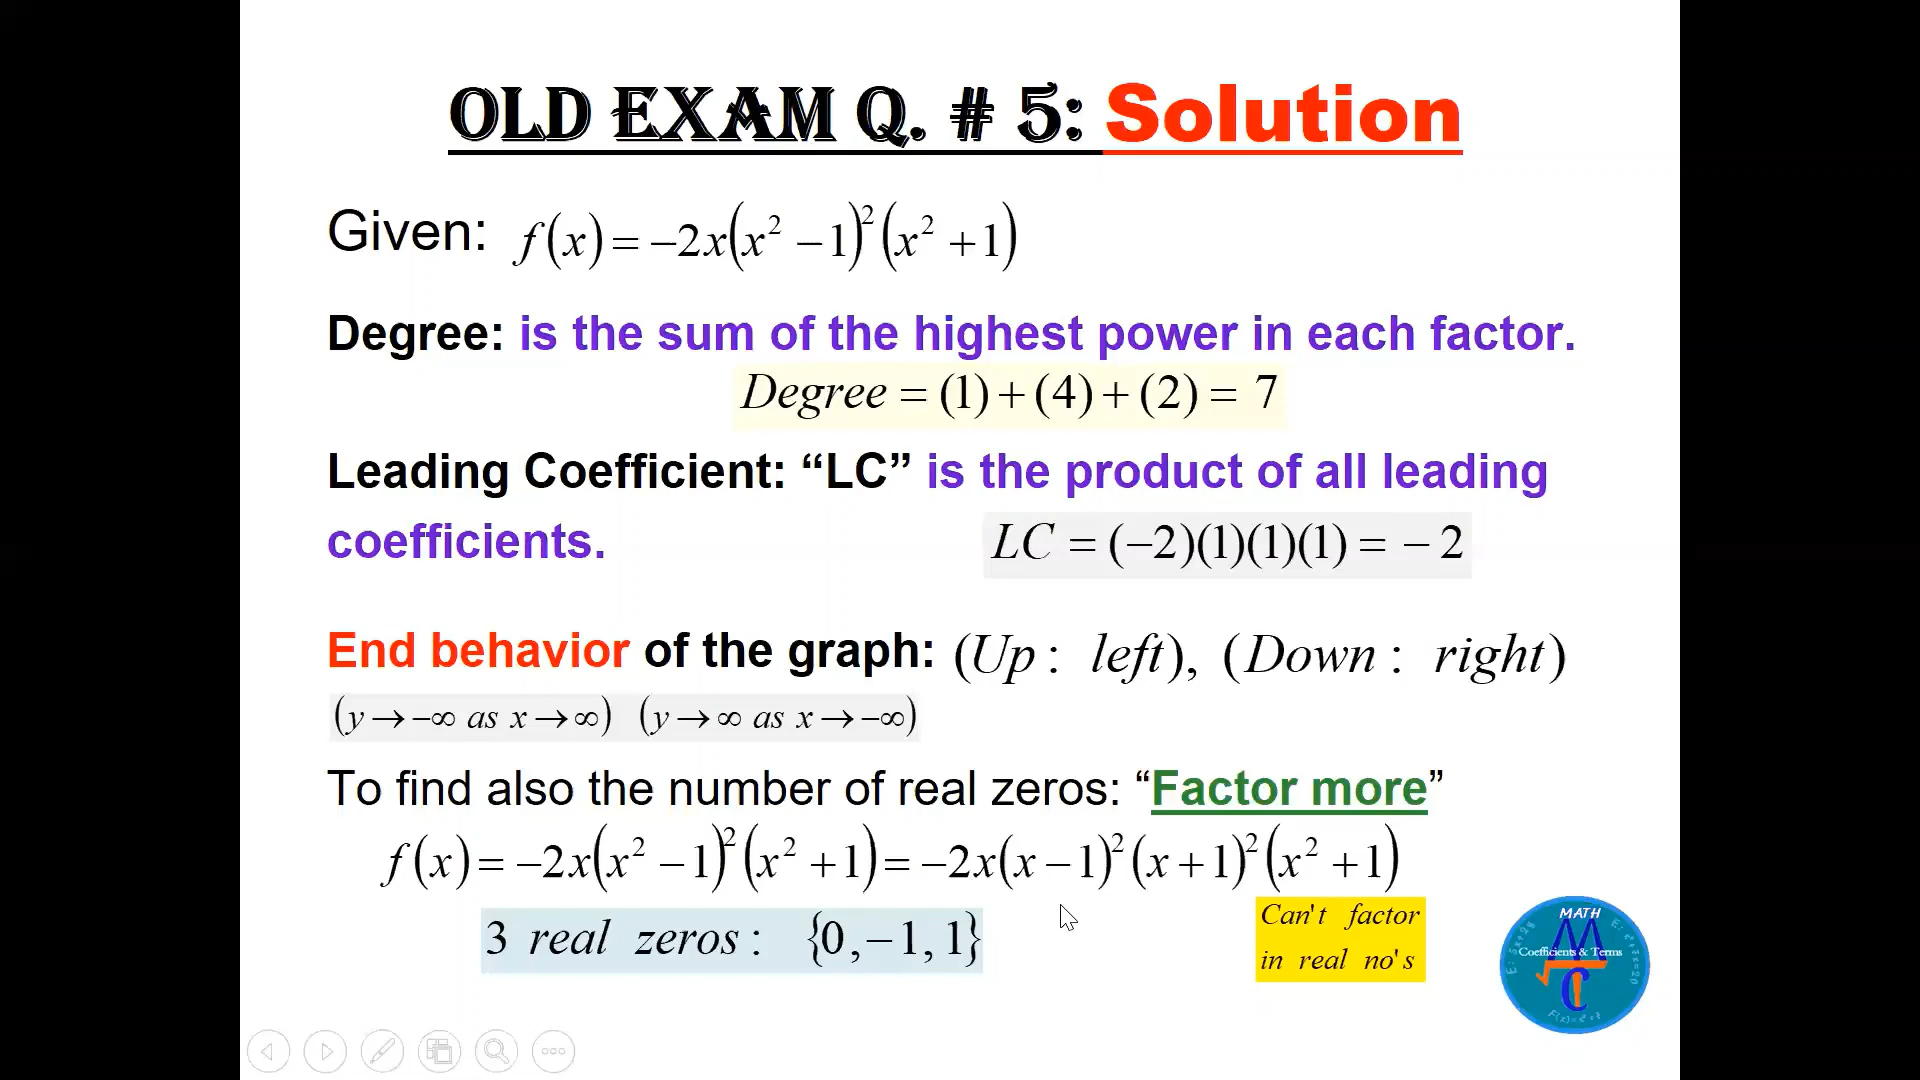 OLD EXAM Q. # 5: Solution
Given: f(x) = −2x(x² −1)²(x² +1)
Degree: is the sum of the highest power in each factor.
Degree = (1) + (4) + (2) = 7
Leading Coefficient: “LC” is the product of all leading
coefficients. LC = (−2)(1)(1)(1) = − 2
End behavior of the graph: (Up : left), (Down : right)
(y → −∞ as x → ∞) (y → ∞ as x → −∞)
To find also the number of real zeros: “Factor more”
f(x) = −2x(x² −1)²(x² +1) = −2x(x −1)²(x +1)²(x² +1)
3 real zeros : {0, −1, 1}
Can't factor
in real no's
MATH
Coefficients & Terms
MC